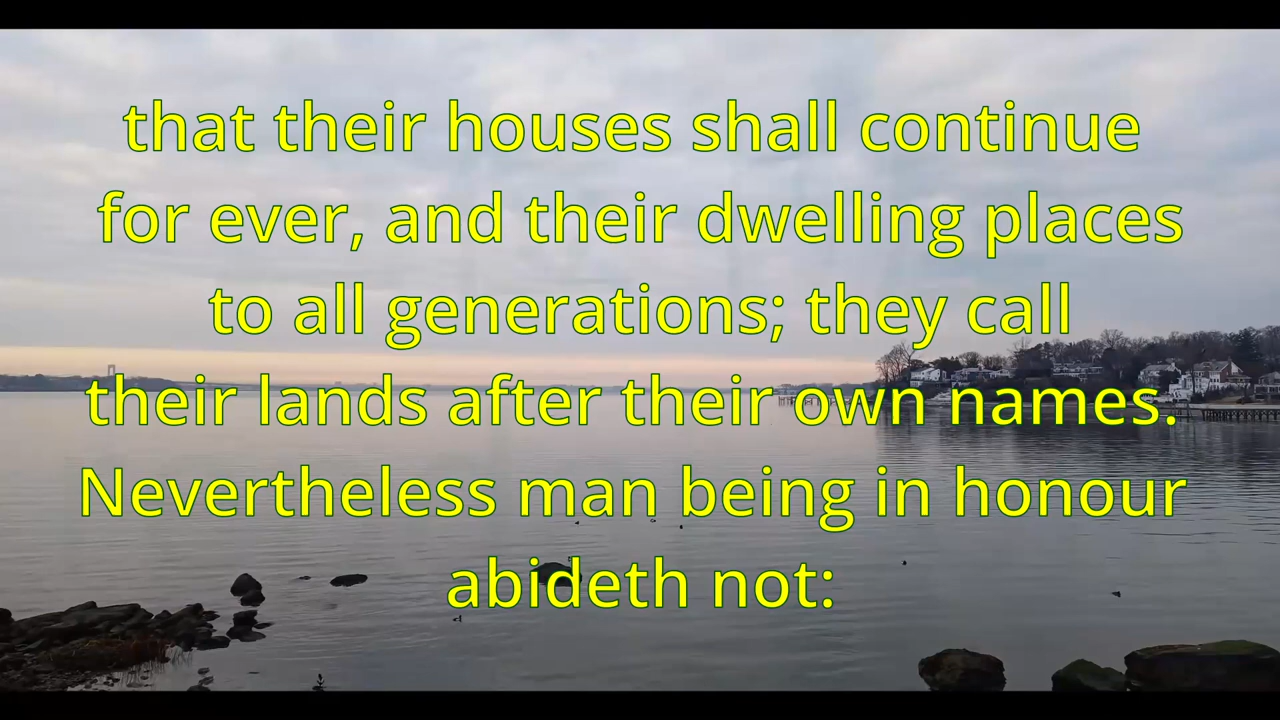 that their houses shall continue
for ever, and their dwelling places
to all generations; they call
their lands after their own names.
Nevertheless man being in honour
abideth not: